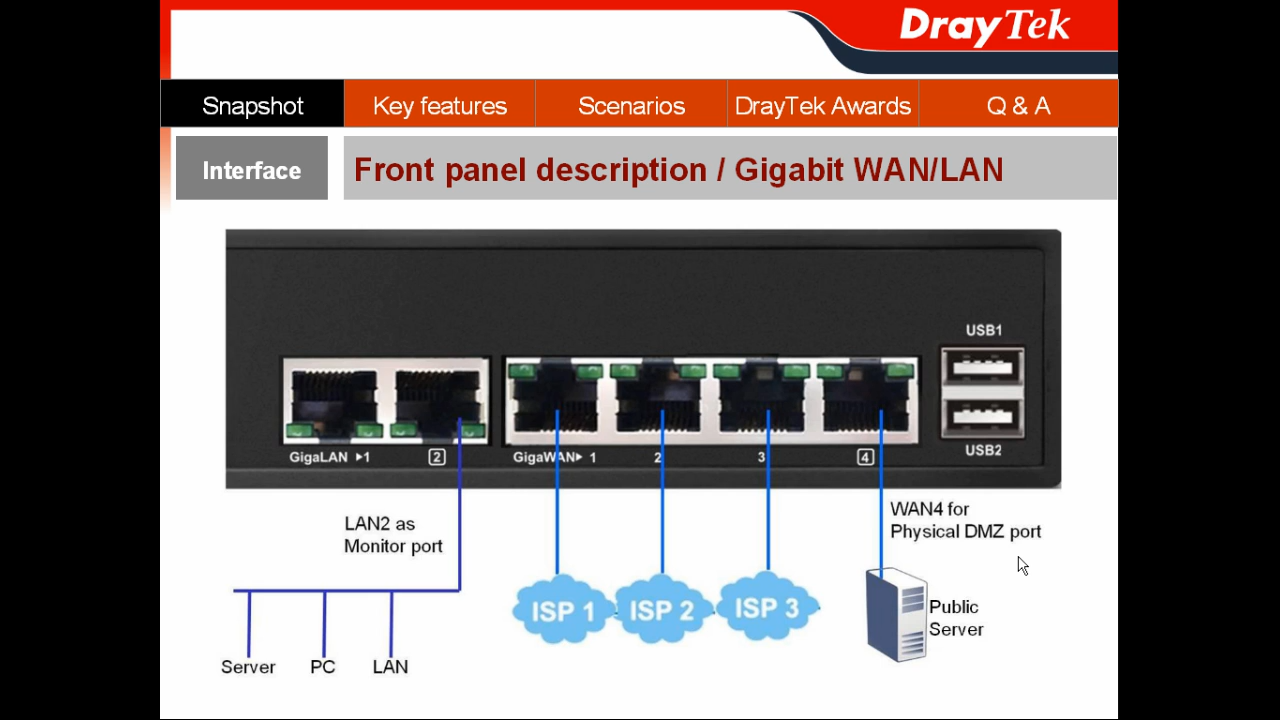 DrayTek
Snapshot
Key features
Scenarios
DrayTek Awards
Q & A
Interface
Front panel description / Gigabit WAN/LAN
USB1
GigaLAN ▸1
2
GigaWAN▸ 1
2
3
4
USB2
LAN2 as
Monitor port
WAN4 for
Physical DMZ port
ISP 1
ISP 2
ISP 3
Public
Server
Server
PC
LAN